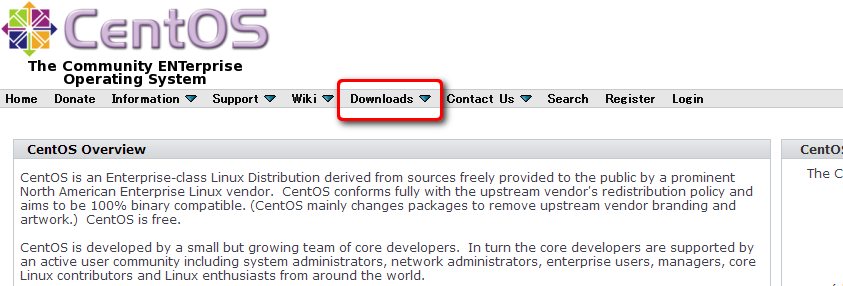 CentOS
The Community ENTerprise
Operating System
Home Donate Information Support Wiki Downloads Contact Us Search Register Login
CentOS Overview
CentOS is an Enterprise-class Linux Distribution derived from sources freely provided to the public by a prominent
North American Enterprise Linux vendor.  CentOS conforms fully with the upstream vendor's redistribution policy and
aims to be 100% binary compatible. (CentOS mainly changes packages to remove upstream vendor branding and
artwork.)  CentOS is free.
CentOS is developed by a small but growing team of core developers.  In turn the core developers are supported by
an active user community including system administrators, network administrators, enterprise users, managers, core
Linux contributors and Linux enthusiasts from around the world.
CentO
The C